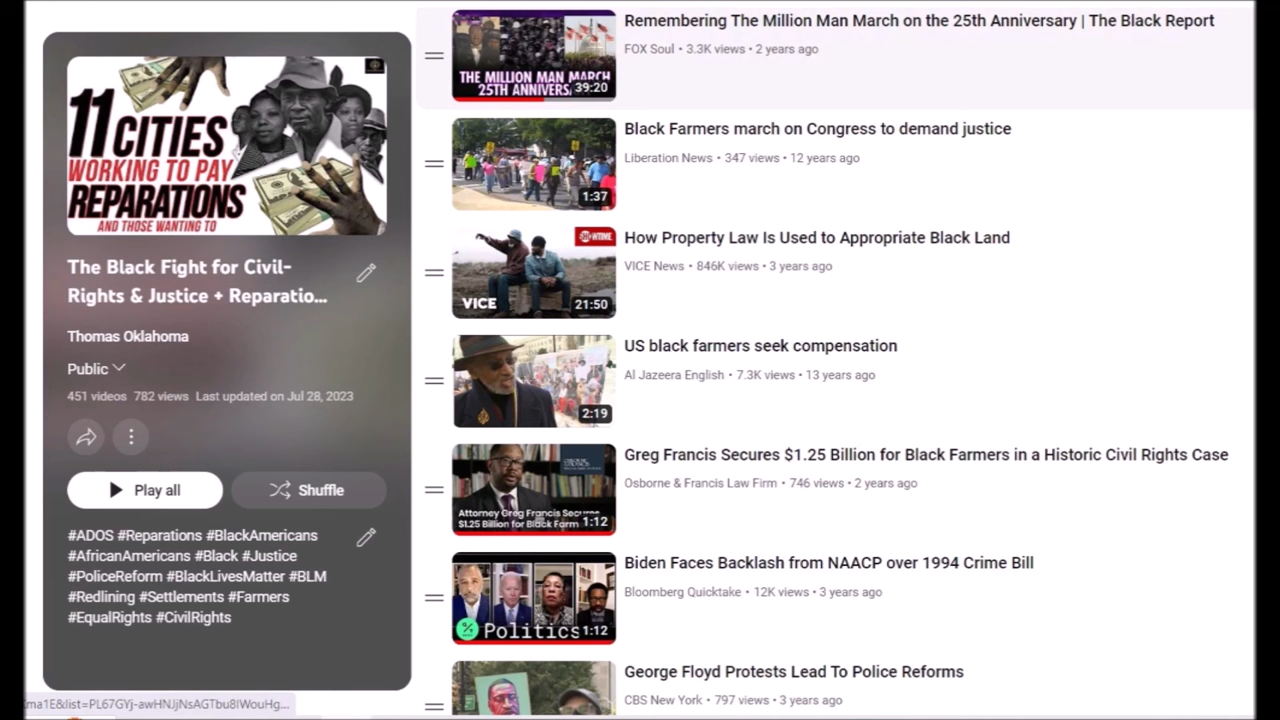 11 CITIES
WORKING TO PAY
REPARATIONS
AND THOSE WANTING TO
The Black Fight for Civil-
Rights & Justice + Reparatio...
Thomas Oklahoma
Public
451 videos 782 views Last updated on Jul 28, 2023
Play all
Shuffle
#ADOS #Reparations #BlackAmericans
#AfricanAmericans #Black #Justice
#PoliceReform #BlackLivesMatter #BLM
#Redlining #Settlements #Farmers
#EqualRights #CivilRights
THE MILLION MAN MARCH
25TH ANNIVERS
39:20
Remembering The Million Man March on the 25th Anniversary | The Black Report
FOX Soul • 3.3K views • 2 years ago
1:37
Black Farmers march on Congress to demand justice
Liberation News • 347 views • 12 years ago
SHOWTIME
VICE
21:50
How Property Law Is Used to Appropriate Black Land
VICE News • 846K views • 3 years ago
2:19
US black farmers seek compensation
Al Jazeera English • 7.3K views • 13 years ago
Attorney Greg Francis Secures
$1.25 Billion for Black Farm
1:12
Greg Francis Secures $1.25 Billion for Black Farmers in a Historic Civil Rights Case
Osborne & Francis Law Firm • 746 views • 2 years ago
Politics
1:12
Biden Faces Backlash from NAACP over 1994 Crime Bill
Bloomberg Quicktake • 12K views • 3 years ago
George Floyd Protests Lead To Police Reforms
CBS New York • 797 views • 3 years ago